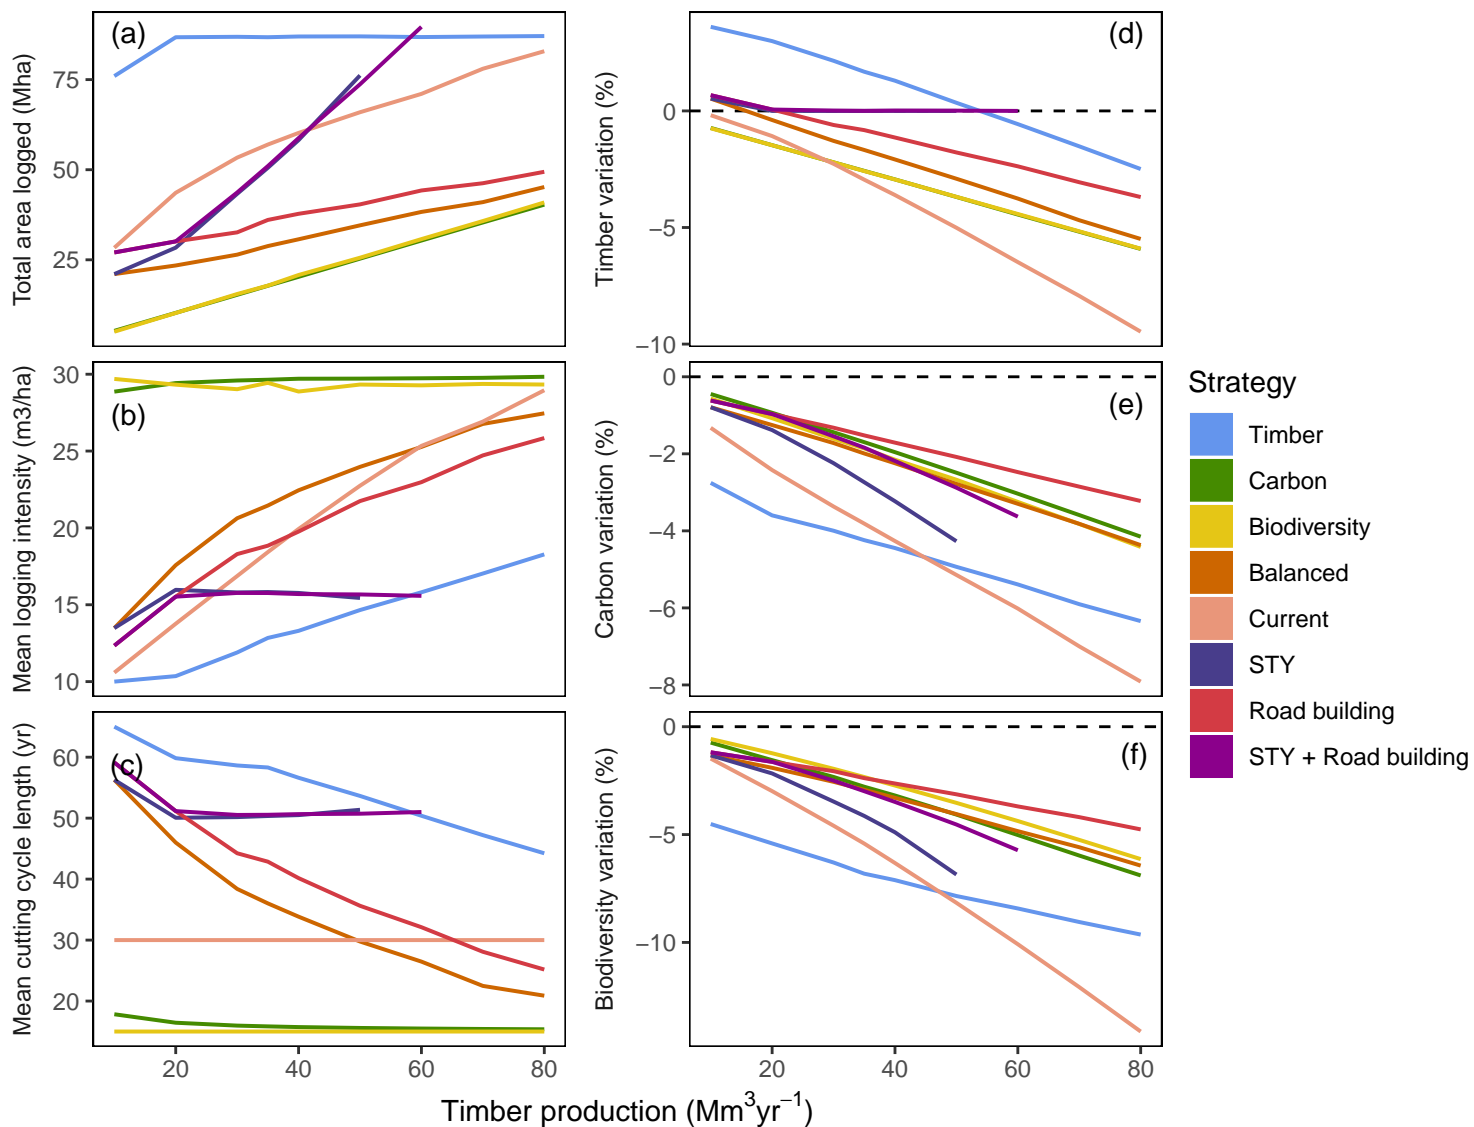 (a)
Total area logged (Mha)
75
50
25
(b)
Mean logging intensity (m3/ha)
30
25
20
15
10
(c)
Mean cutting cycle length (yr)
60
50
40
30
20
20 40 60 80
(d)
Timber variation (%)
0
−5
−10
(e)
Carbon variation (%)
0
−2
−4
−6
−8
(f)
Biodiversity variation (%)
0
−5
−10
20 40 60 80
Timber production (Mm³yr⁻¹)
Strategy
Timber
Carbon
Biodiversity
Balanced
Current
STY
Road building
STY + Road building